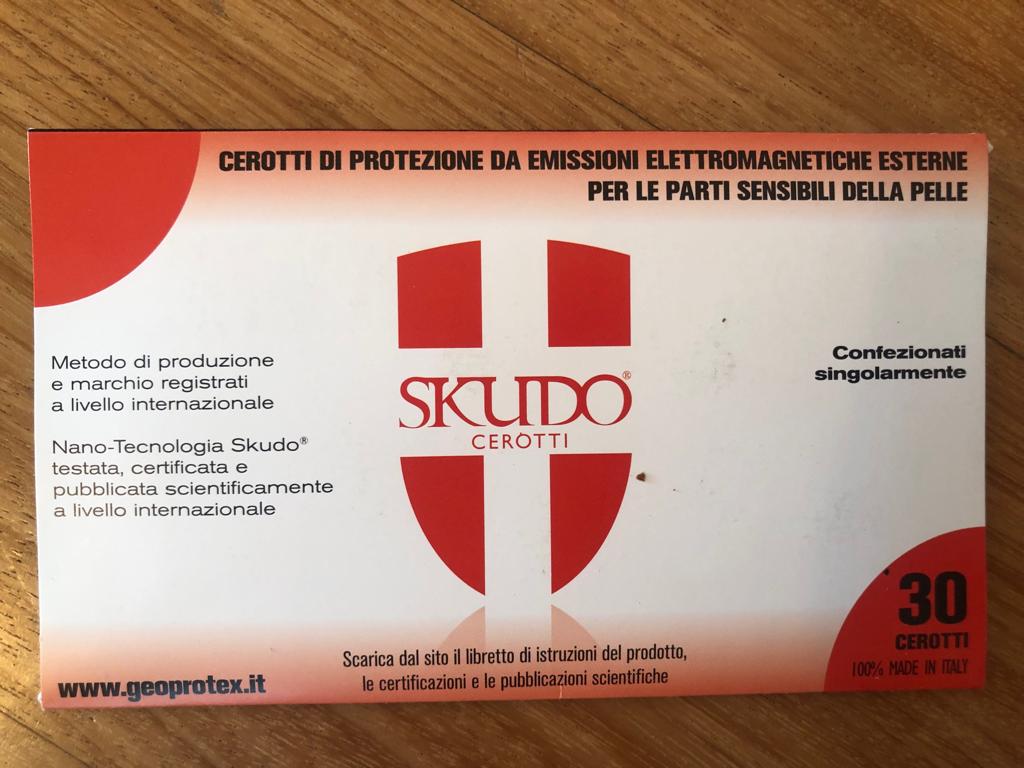 CEROTTI DI PROTEZIONE DA EMISSIONI ELETTROMAGNETICHE ESTERNE
PER LE PARTI SENSIBILI DELLA PELLE
Metodo di produzione
e marchio registrati
a livello internazionale
Nano-Tecnologia Skudo®
testata, certificata e
pubblicata scientificamente
a livello internazionale
SKUDO®
CEROTTI
Confezionati
singolarmente
30
CEROTTI
100% MADE IN ITALY
Scarica dal sito il libretto di istruzioni del prodotto,
le certificazioni e le pubblicazioni scientifiche
www.geoprotex.it